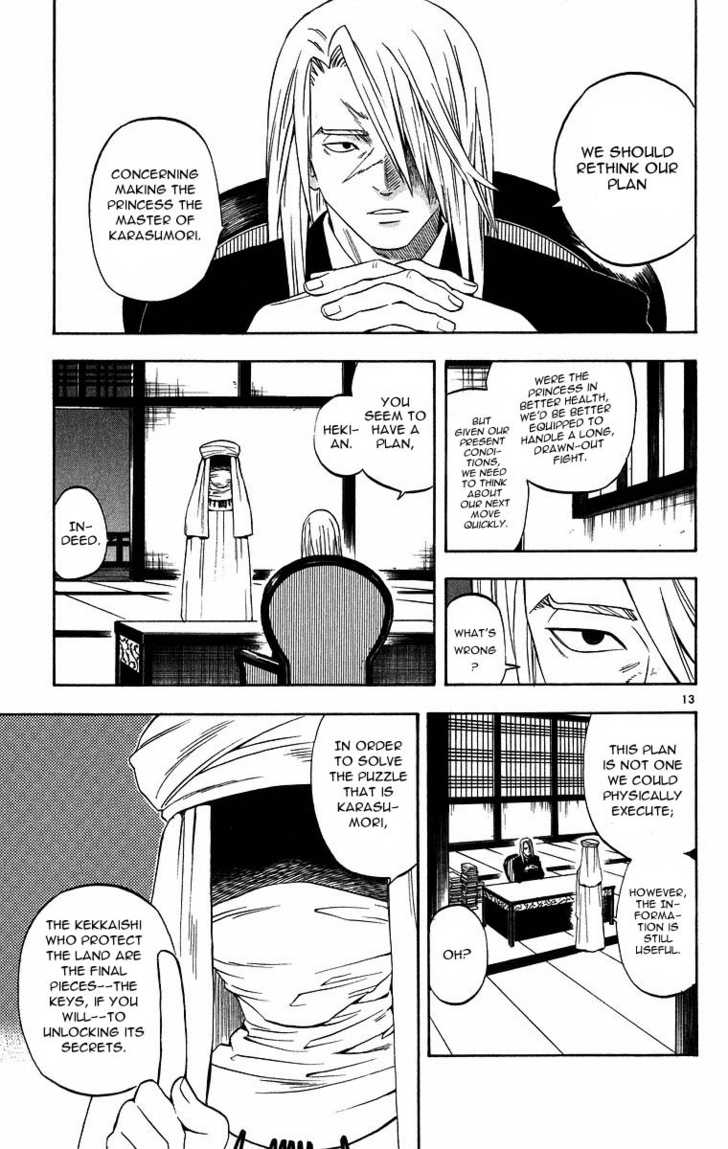 WE SHOULD
RETHINK OUR
PLAN
CONCERNING
MAKING THE
PRINCESS THE
MASTER OF
KARASUMORI.
WERE THE
PRINCESS IN
BETTER HEALTH,
WE'D BE BETTER
EQUIPPED TO
HANDLE A LONG,
DRAWN-OUT
FIGHT.
BUT
GIVEN OUR
PRESENT
CONDI-
TIONS,
WE NEED
TO THINK
ABOUT
OUR NEXT
MOVE
QUICKLY.
WHAT'S
WRONG
?
YOU
SEEM TO
HAVE A
PLAN,
HEKI-
AN.
IN-
DEED.
13
THIS PLAN
IS NOT ONE
WE COULD
PHYSICALLY
EXECUTE;
HOWEVER,
THE IN-
FORMA-
TION IS
STILL
USEFUL.
OH?
IN ORDER
TO SOLVE
THE PUZZLE
THAT IS
KARASU-
MORI,
THE KEKKAISHI
WHO PROTECT
THE LAND ARE
THE FINAL
PIECES--THE
KEYS, IF YOU
WILL--TO
UNLOCKING ITS
SECRETS.